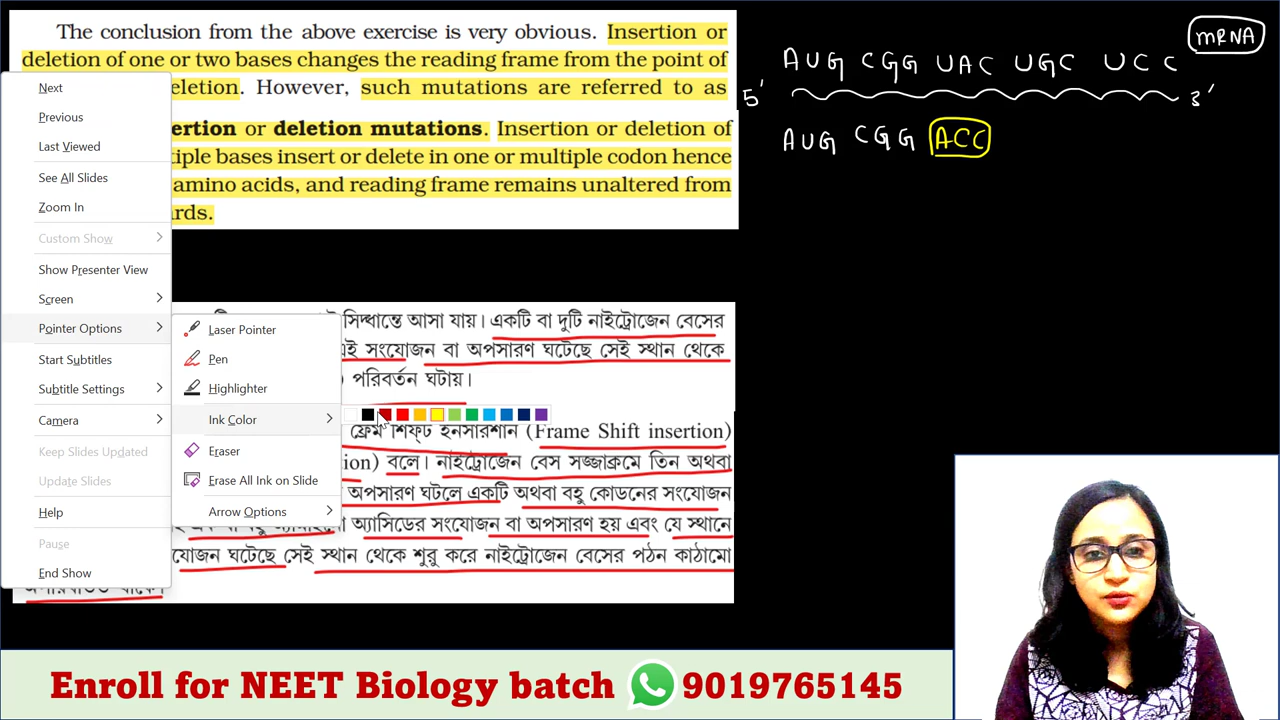 The conclusion from the above exercise is very obvious. Insertion or
deletion of one or two bases changes the reading frame from the point of
eletion. However, such mutations are referred to as
ertion or deletion mutations. Insertion or deletion of
tiple bases insert or delete in one or multiple codon hence
amino acids, and reading frame remains unaltered from
rds.
Next
Previous
Last Viewed
See All Slides
Zoom In
Custom Show
Show Presenter View
Screen
Pointer Options
Start Subtitles
Subtitle Settings
Camera
Keep Slides Updated
Update Slides
Help
Pause
End Show
Laser Pointer
Pen
Highlighter
Ink Color
Eraser
Erase All Ink on Slide
Arrow Options
সিদ্ধান্তে আসা যায়। একটি বা দুটি নাইট্রোজেন বেসের
এই সংযোজন বা অপসারণ ঘটেছে সেই স্থান থেকে
পরিবর্তন ঘটায়।
ফ্রেম শিফ্ট ইনসারশান (Frame Shift insertion)
ion) বলে। নাইট্রোজেন বেস সজ্জাক্রমে তিন অথবা
অপসারণ ঘটলে একটি অথবা বহু কোডনের সংযোজন
অ্যাসিডের সংযোজন বা অপসারণ হয় এবং যে স্থানে
যোজন ঘটেছে সেই স্থান থেকে শুরু করে নাইট্রোজেন বেসের পঠন কাঠামো
mRNA
AUG CGG UAC UGC UCC
5' 3'
AUG CGG ACC
Enroll for NEET Biology batch 9019765145